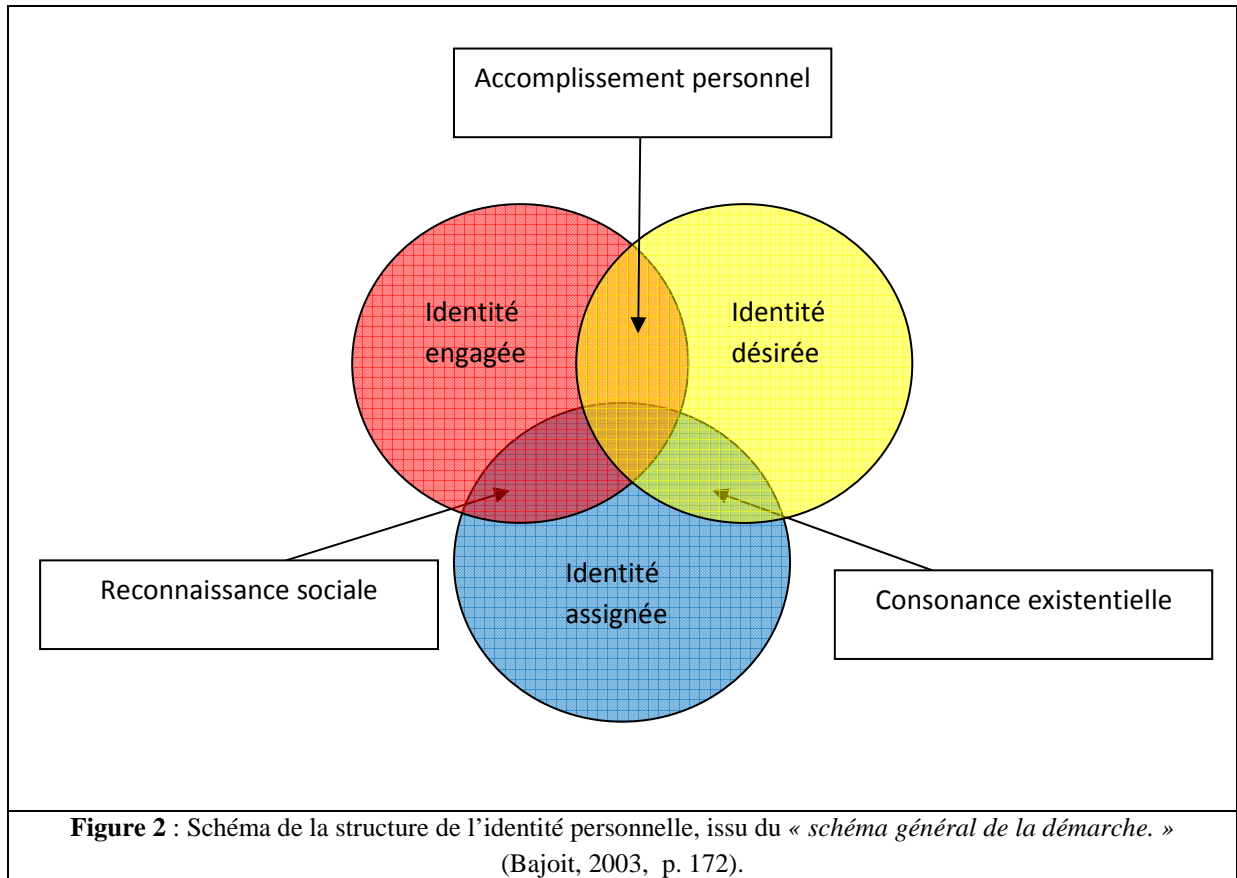 Accomplissement personnel
Identité
engagée
Identité
désirée
Reconnaissance sociale
Identité
assignée
Consonance existentielle
Figure 2 : Schéma de la structure de l’identité personnelle, issu du « schéma général de la démarche. »
(Bajoit, 2003, p. 172).